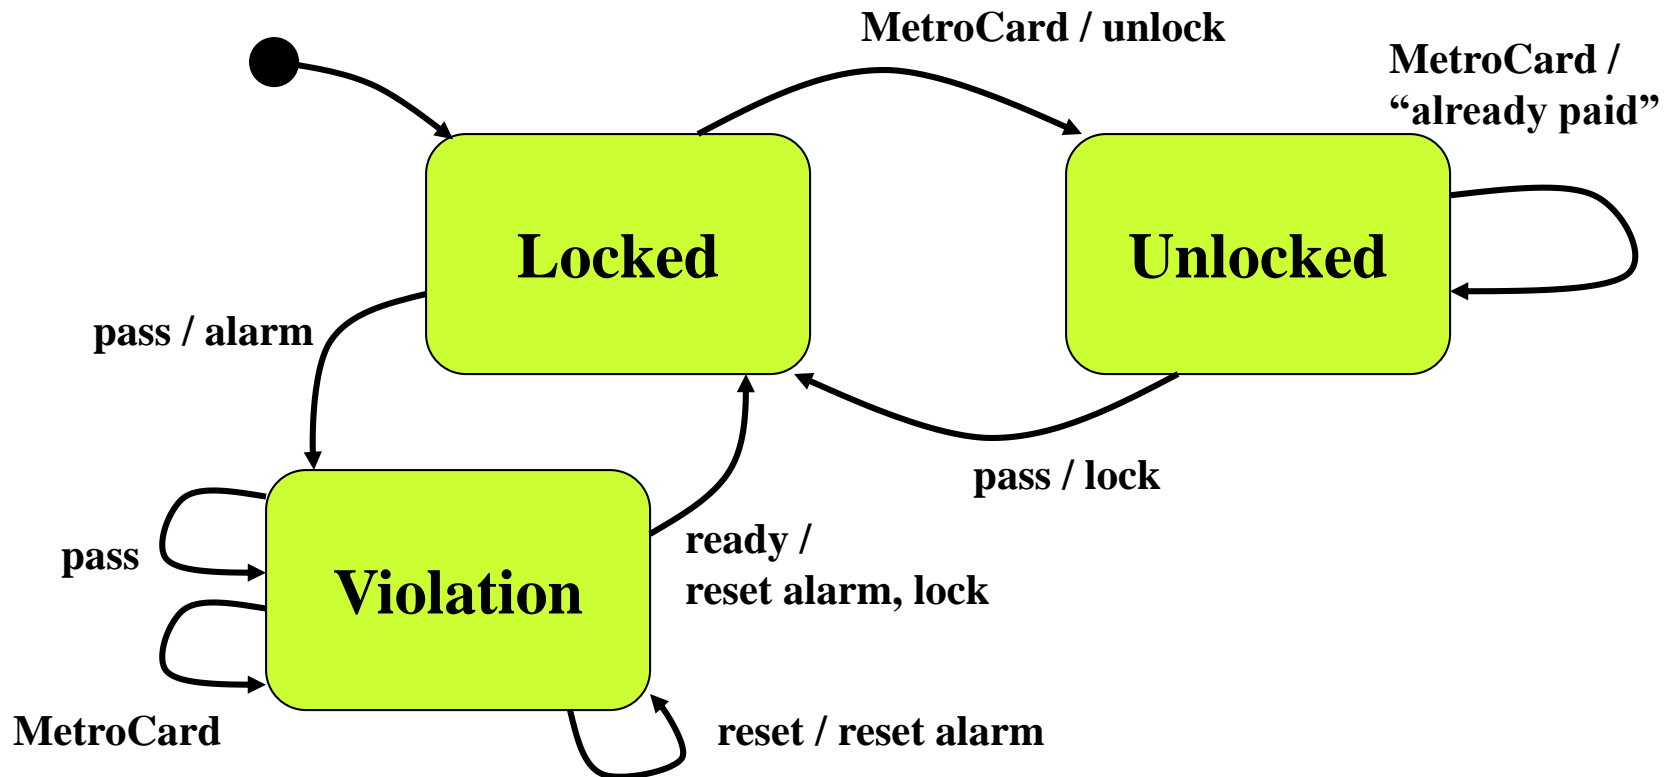 MetroCard / unlock
MetroCard /
“already paid”
Locked
Unlocked
pass / alarm
pass / lock
pass
Violation
ready /
reset alarm, lock
MetroCard
reset / reset alarm